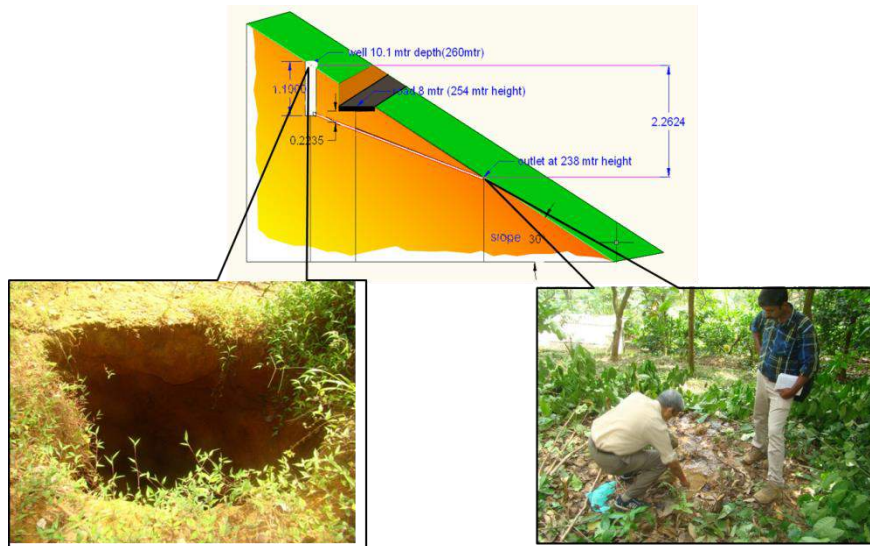 well 10.1 mtr depth(260mtr)
1.1000
road 8 mtr (254 mtr height)
2.2624
0.2235
outlet at 238 mtr height
slope 30